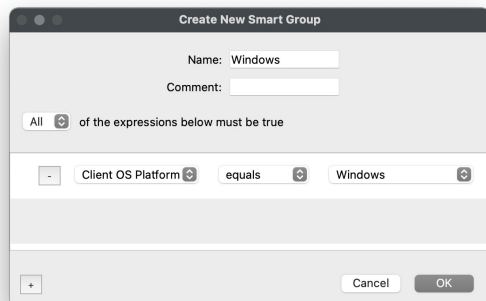 Create New Smart Group
Name: Windows
Comment:
All of the expressions below must be true
- Client OS Platform equals Windows
+ Cancel OK